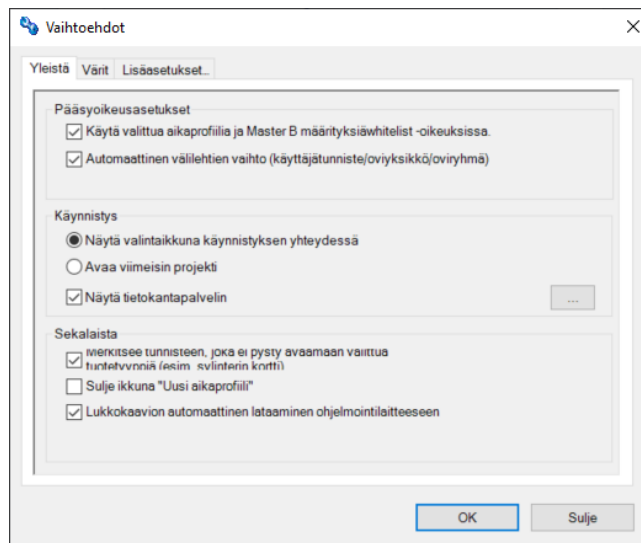 Vaihtoehdot
Yleistä Värit Lisäasetukset...
Pääsyoikeusasetukset
Käytä valittua aikaprofiilia ja Master B määrityksiäwhitelist -oikeuksissa.
Automaattinen välilehtien vaihto (käyttäjätunniste/oviyksikkö/oviryhmä)
Käynnistys
Näytä valintaikkuna käynnistyksen yhteydessä
Avaa viimeisin projekti
Näytä tietokantapalvelin
...
Sekalaista
Merkitsee tunnisteen, joka ei pysty avaamaan valittua
tuotetyyppiä (esim. sylinterin kortti)
Sulje ikkuna "Uusi aikaprofiili"
Lukkokaavion automaattinen lataaminen ohjelmointilaitteeseen
OK Sulje